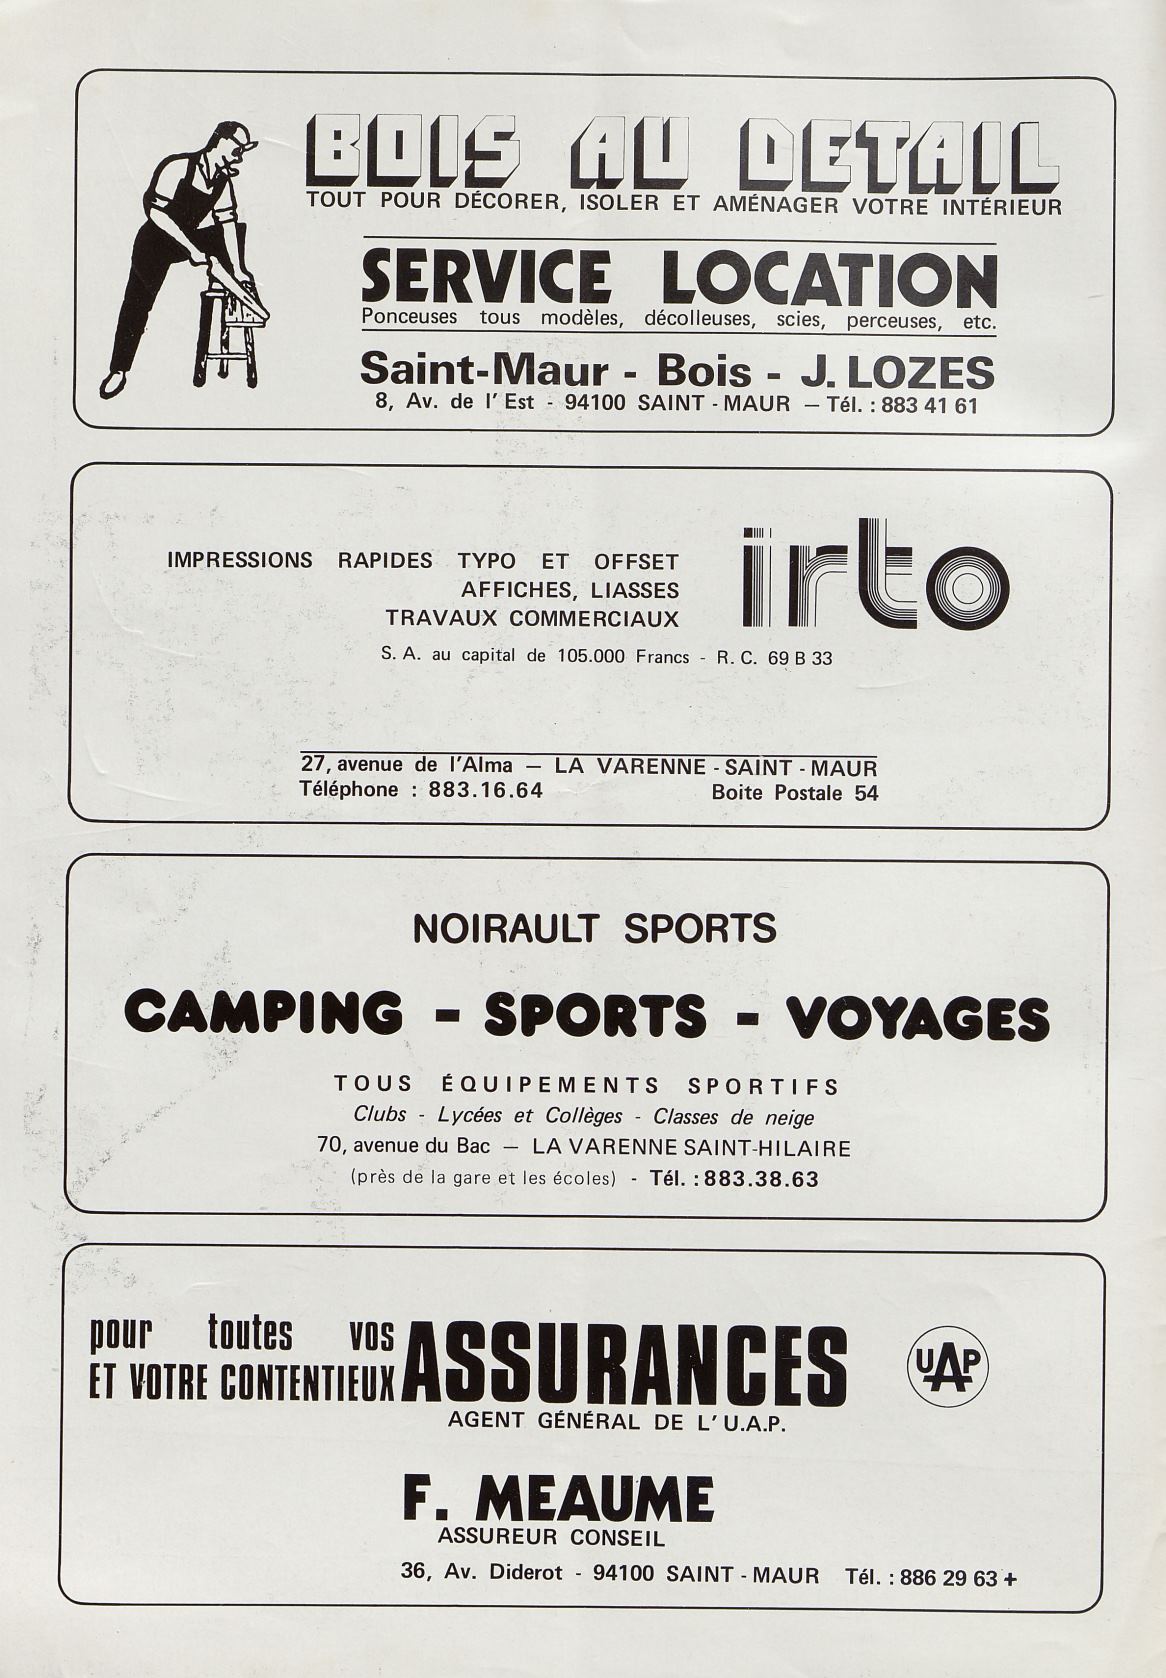 BOIS AU DETAIL
TOUT POUR DÉCORER, ISOLER ET AMÉNAGER VOTRE INTÉRIEUR
SERVICE LOCATION
Ponceuses tous modèles, décolleuses, scies, perceuses, etc.
Saint-Maur - Bois - J. LOZES
8, Av. de l' Est - 94100 SAINT - MAUR — Tél. : 883 41 61
irto
IMPRESSIONS RAPIDES TYPO ET OFFSET
AFFICHES, LIASSES
TRAVAUX COMMERCIAUX
S. A. au capital de 105.000 Francs - R. C. 69 B 33
27, avenue de l'Alma — LA VARENNE - SAINT - MAUR
Téléphone : 883.16.64 Boite Postale 54
NOIRAULT SPORTS
CAMPING - SPORTS - VOYAGES
TOUS ÉQUIPEMENTS SPORTIFS
Clubs - Lycées et Collèges - Classes de neige
70, avenue du Bac — LA VARENNE SAINT-HILAIRE
(près de la gare et les écoles) - Tél. : 883.38.63
pour toutes vos
ET VOTRE CONTENTIEUX
ASSURANCES
UAP
AGENT GÉNÉRAL DE L' U.A.P.
F. MEAUME
ASSUREUR CONSEIL
36, Av. Diderot - 94100 SAINT - MAUR Tél. : 886 29 63 +